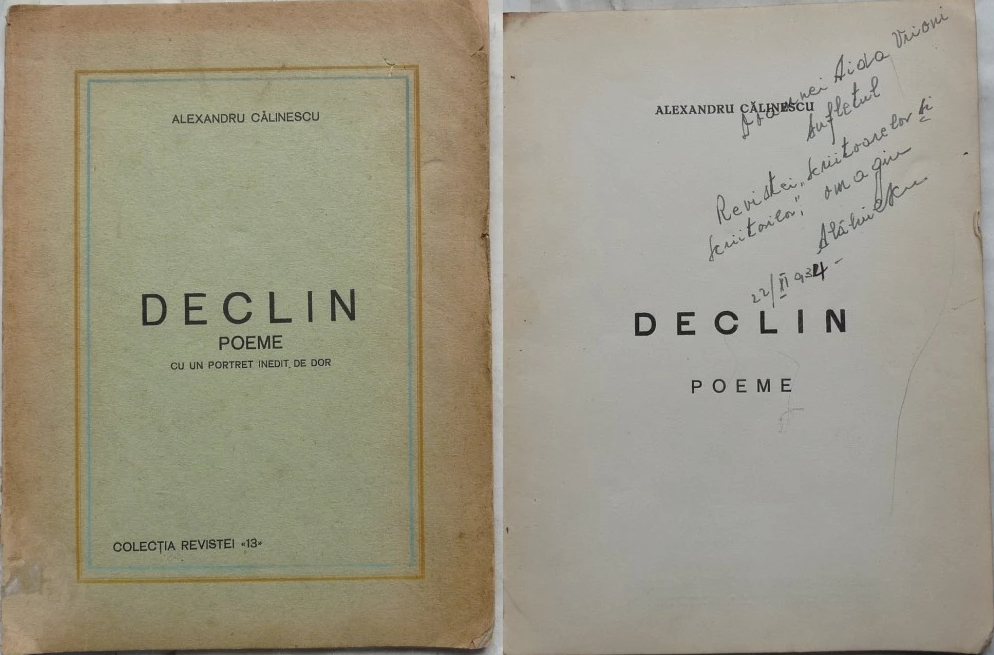 ALEXANDRU CĂLINESCU
DECLIN
POEME
CU UN PORTRET INEDIT, DE DOR
COLECȚIA REVISTEI «13»
Doamnei Aida Vrioni
ALEXANDRU CĂLINESCU
sufletul
Revistei „Scriitoarelor și
scriitorilor”, omagiu
22/XI 934-
DECLIN
POEME